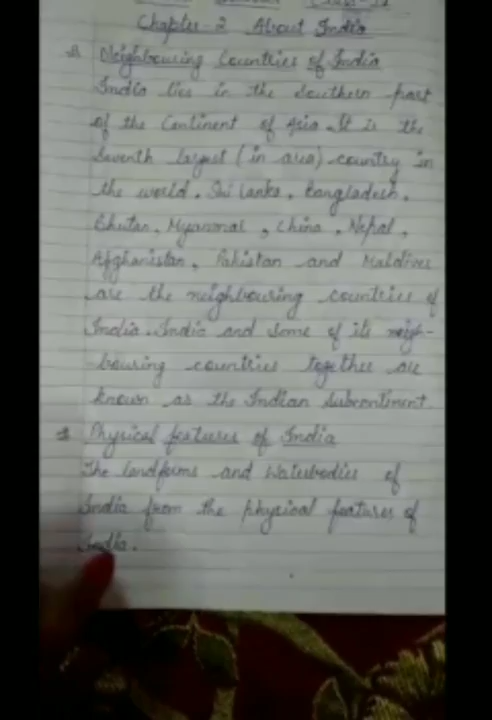 Chapter-2 About India
Neighbouring Countries of India
India lies in the Southern part
of the Continent of Asia. It is the
Seventh largest (in area) country in
the world. Sri Lanka, Bangladesh,
Bhutan, Myanmar, China, Nepal,
Afghanistan, Pakistan and Maldives
are the neighbouring countries of
India. India and some of its neigh-
bouring countries together are
known as the Indian Subcontinent.
Physical features of India
The landforms and Waterbodies of
India from the physical features of
India.